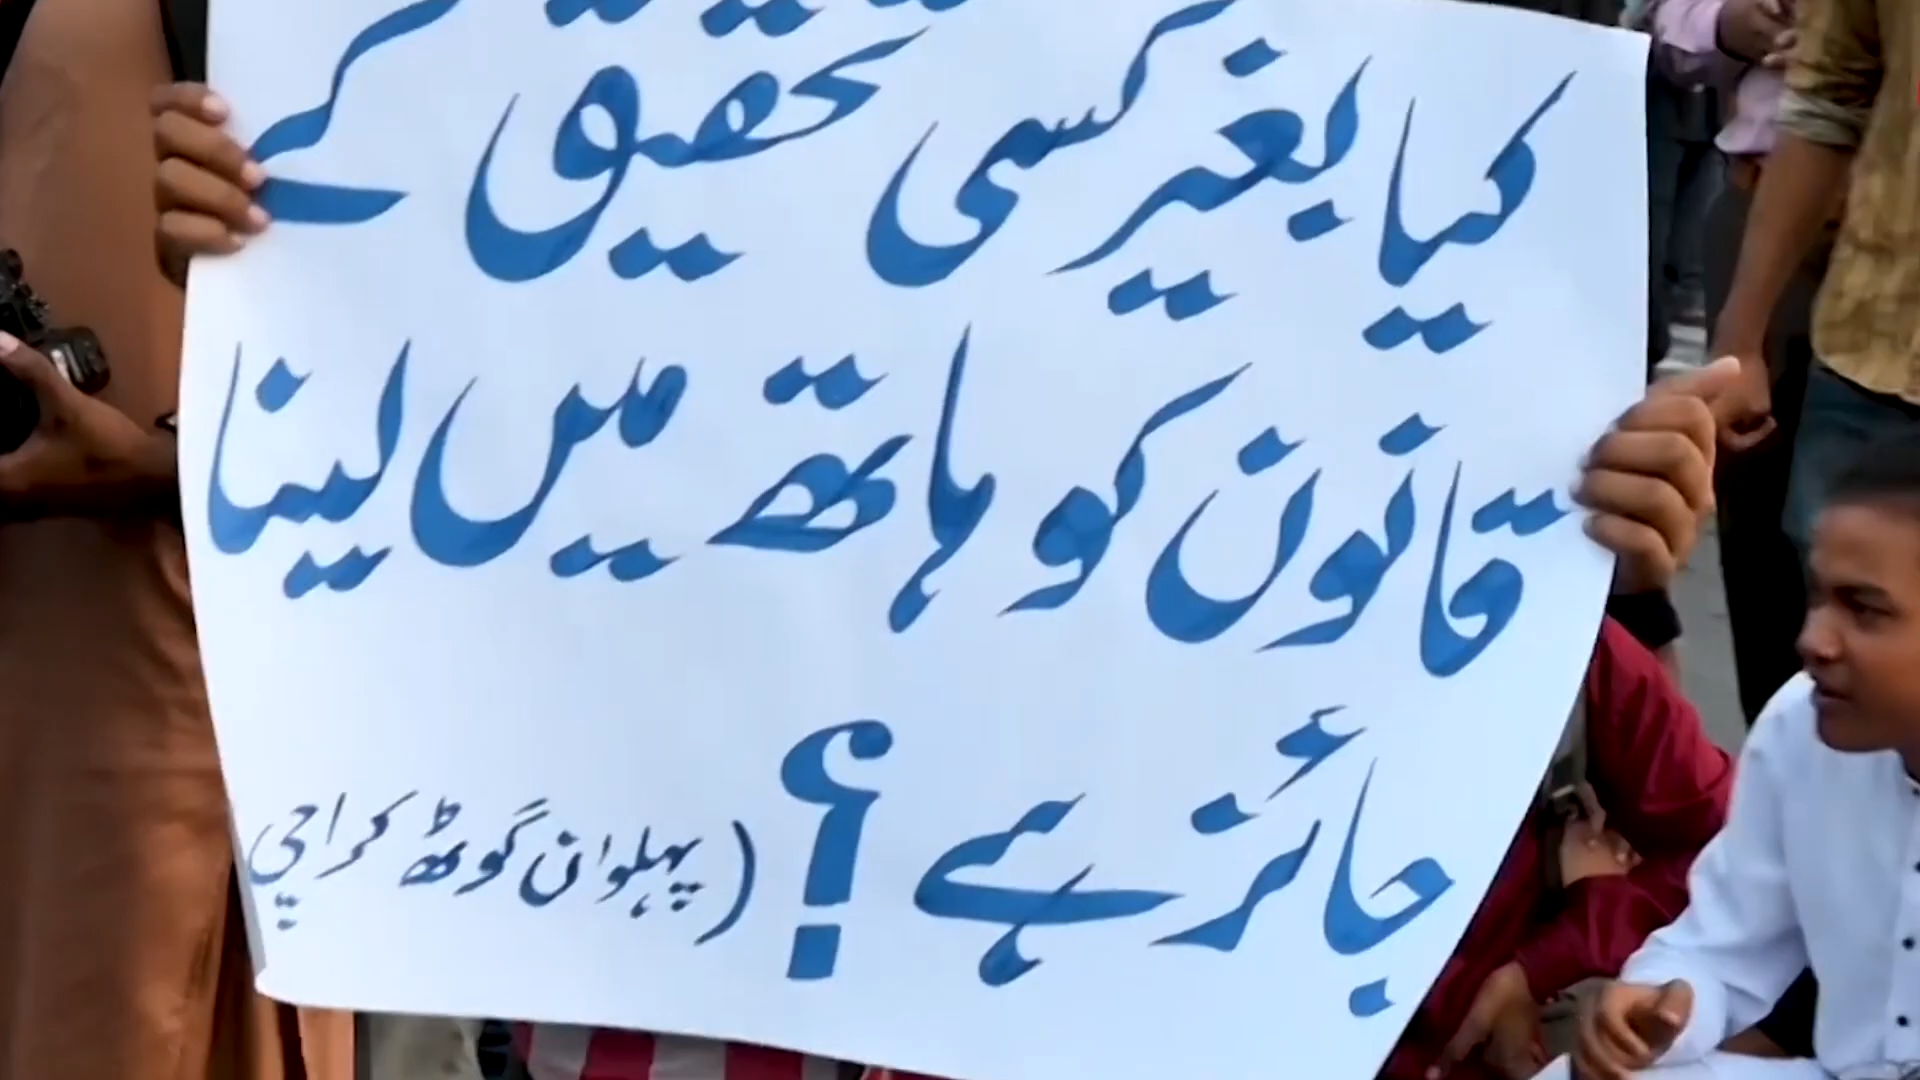 کیا بغیر کسی تحقیق کے
قانون کو ہاتھ میں لینا
جائز ہے ؟ (پہلوان گوٹھ کراچی